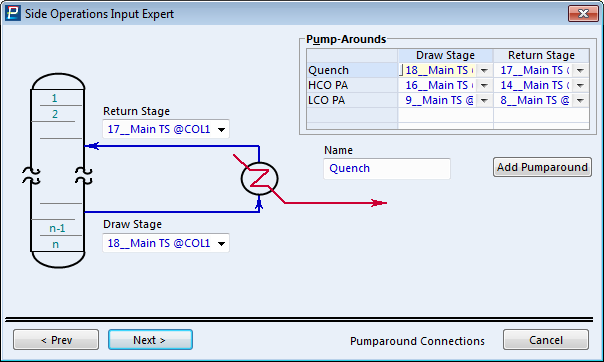 Side Operations Input Expert
Pump-Arounds
Draw Stage Return Stage
Quench 18__Main TS 17__Main TS
HCO PA 16__Main TS 14__Main TS
LCO PA 9__Main TS @ 8__Main TS @
1
2
Return Stage
17__Main TS @COL1
Name
Quench
Add Pumparound
n-1
n
Draw Stage
18__Main TS @COL1
< Prev
Next >
Pumparound Connections
Cancel